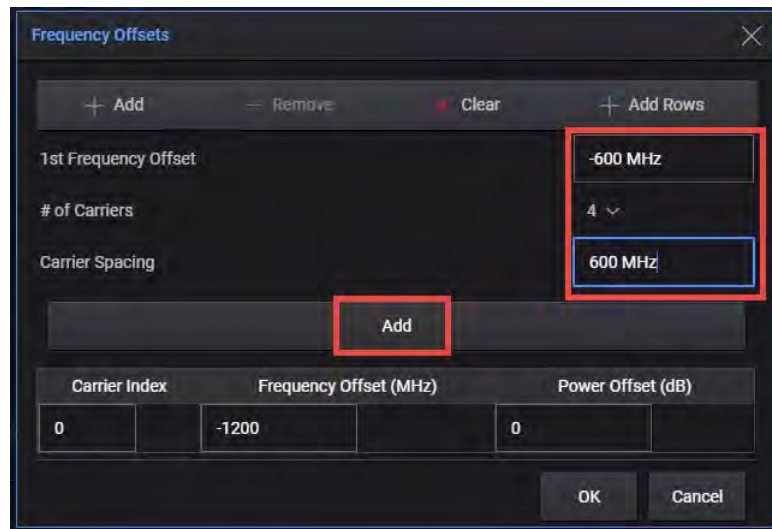 Frequency Offsets
+ Add — Remove × Clear + Add Rows
1st Frequency Offset -600 MHz
# of Carriers 4
Carrier Spacing 600 MHz
Add
Carrier Index Frequency Offset (MHz) Power Offset (dB)
0 -1200 0
OK Cancel